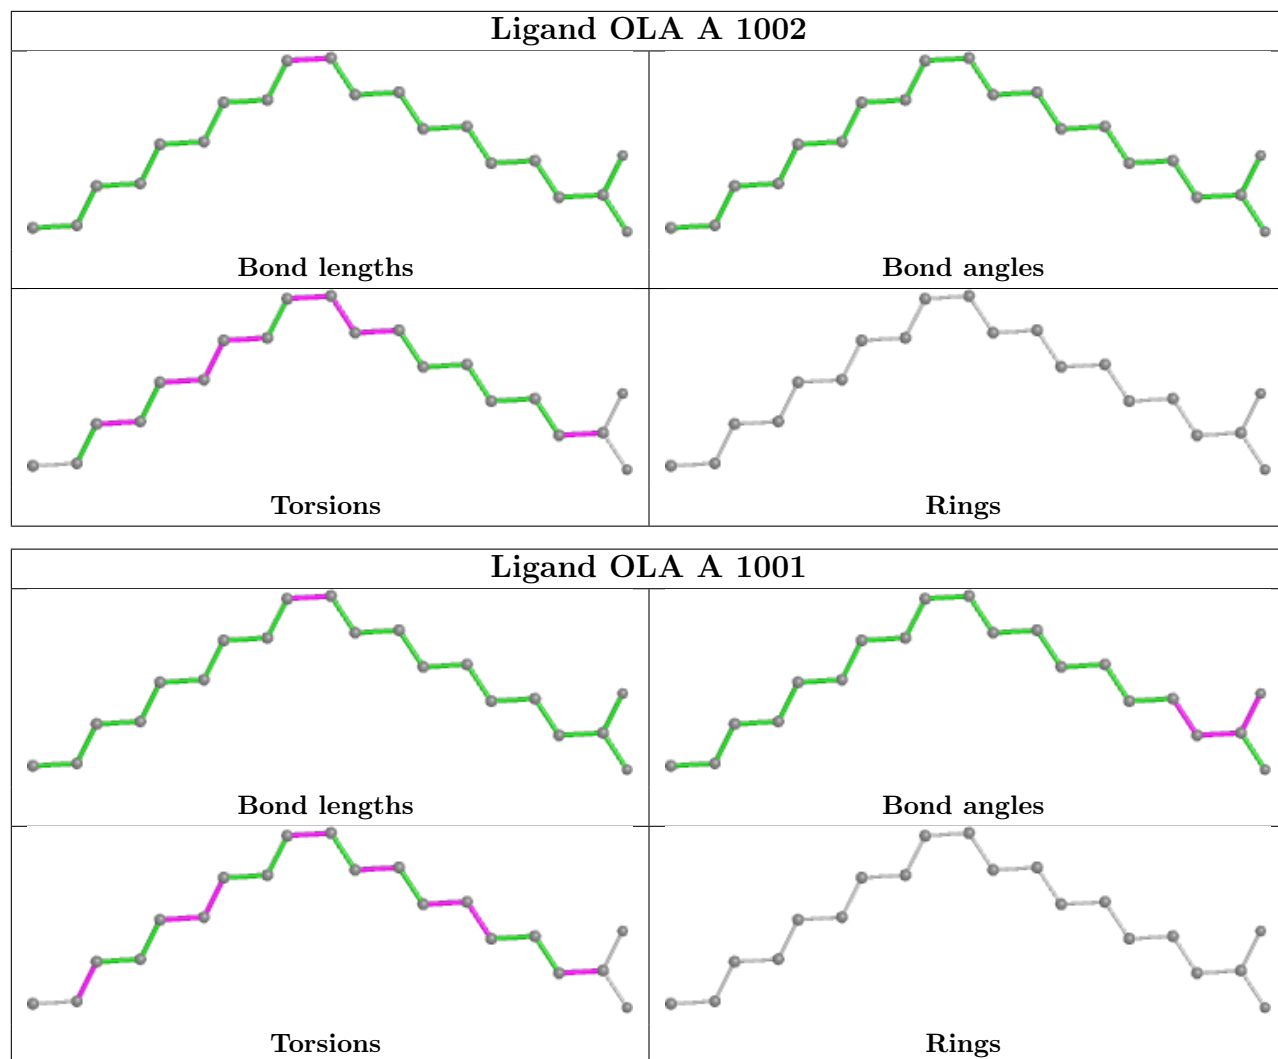 Ligand OLA A 1002
Bond lengths
Bond angles
Torsions
Rings
Ligand OLA A 1001
Bond lengths
Bond angles
Torsions
Rings